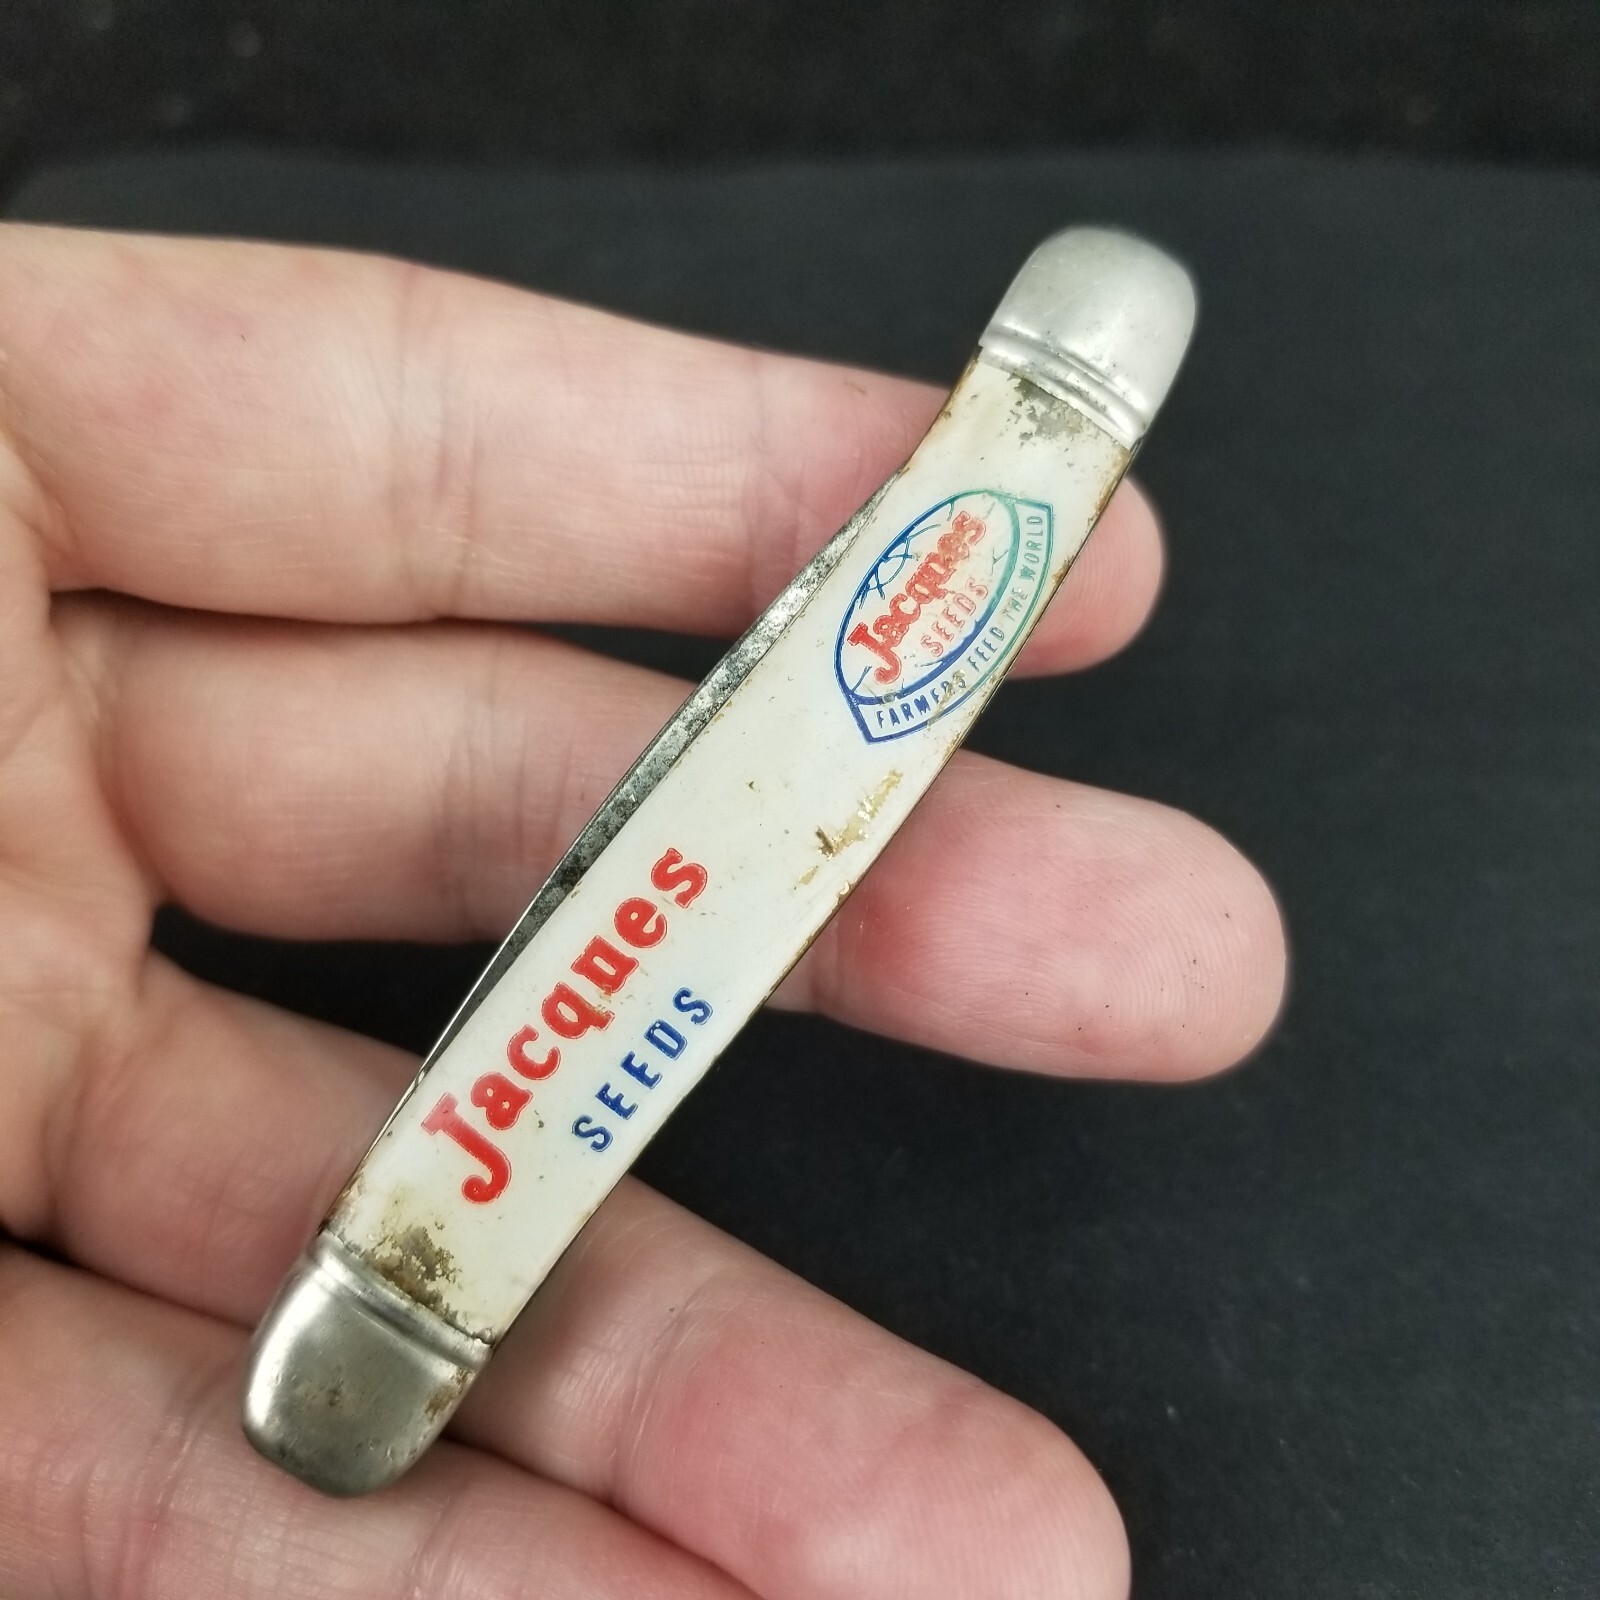 Jacques
SEEDS
Jacques
SEEDS
FARMERS FEED THE WORLD